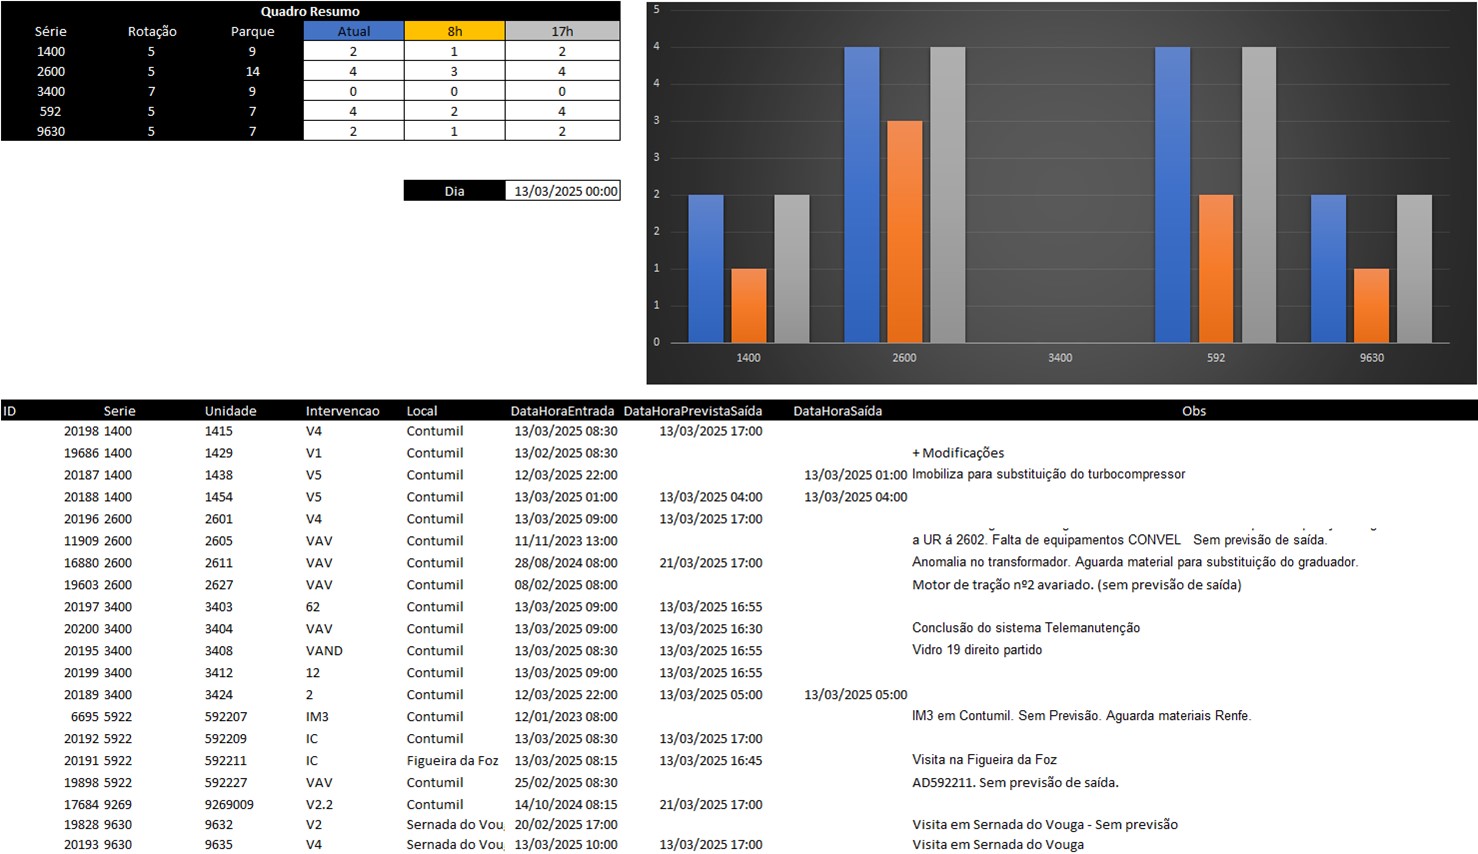 Quadro Resumo
Série Rotação Parque Atual 8h 17h
1400 5 9 2 1 2
2600 5 14 4 3 4
3400 7 9 0 0 0
592 5 7 4 2 4
9630 5 7 2 1 2
Dia 13/03/2025 00:00
5
4
4
3
3
2
2
1
1
0
1400 2600 3400 592 9630
ID Serie Unidade Intervencao Local DataHoraEntrada DataHoraPrevistaSaída DataHoraSaída Obs
20198 1400 1415 V4 Contumil 13/03/2025 08:30 13/03/2025 17:00
19686 1400 1429 V1 Contumil 13/02/2025 08:30 + Modificações
20187 1400 1438 V5 Contumil 12/03/2025 22:00 13/03/2025 01:00 Imobiliza para substituição do turbocompressor
20188 1400 1454 V5 Contumil 13/03/2025 01:00 13/03/2025 04:00 13/03/2025 04:00
20196 2600 2601 V4 Contumil 13/03/2025 09:00 13/03/2025 17:00
11909 2600 2605 VAV Contumil 11/11/2023 13:00 a UR á 2602. Falta de equipamentos CONVEL Sem previsão de saída.
16880 2600 2611 VAV Contumil 28/08/2024 08:00 21/03/2025 17:00 Anomalia no transformador. Aguarda material para substituição do graduador.
19603 2600 2627 VAV Contumil 08/02/2025 08:00 Motor de tração nº2 avariado. (sem previsão de saída)
20197 3400 3403 62 Contumil 13/03/2025 09:00 13/03/2025 16:55
20200 3400 3404 VAV Contumil 13/03/2025 09:00 13/03/2025 16:30 Conclusão do sistema Telemanutenção
20195 3400 3408 VAND Contumil 13/03/2025 08:30 13/03/2025 16:55 Vidro 19 direito partido
20199 3400 3412 12 Contumil 13/03/2025 09:00 13/03/2025 16:55
20189 3400 3424 2 Contumil 12/03/2025 22:00 13/03/2025 05:00 13/03/2025 05:00
6695 5922 592207 IM3 Contumil 12/01/2023 08:00 IM3 em Contumil. Sem Previsão. Aguarda materiais Renfe.
20192 5922 592209 IC Contumil 13/03/2025 08:30 13/03/2025 17:00
20191 5922 592211 IC Figueira da Foz 13/03/2025 08:15 13/03/2025 16:45 Visita na Figueira da Foz
19898 5922 592227 VAV Contumil 25/02/2025 08:30 AD592211. Sem previsão de saída.
17684 9269 9269009 V2.2 Contumil 14/10/2024 08:15 21/03/2025 17:00
19828 9630 9632 V2 Sernada do Vou 20/02/2025 17:00 Visita em Sernada do Vouga - Sem previsão
20193 9630 9635 V4 Sernada do Vou 13/03/2025 10:00 13/03/2025 17:00 Visita em Sernada do Vouga